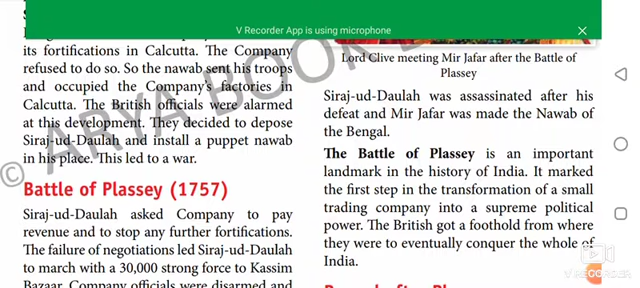 V Recorder App is using microphone
its fortifications in Calcutta. The Company
refused to do so. So the nawab sent his troops
and occupied the Company's factories in
Calcutta. The British officials were alarmed
at this development. They decided to depose
Siraj-ud-Daulah and install a puppet nawab
in his place. This led to a war.
Battle of Plassey (1757)
Siraj-ud-Daulah asked Company to pay
revenue and to stop any further fortifications.
The failure of negotiations led Siraj-ud-Daulah
to march with a 30,000 strong force to Kassim
Bazaar. Company officials were disarmed and
Lord Clive meeting Mir Jafar after the Battle of
Plassey
Siraj-ud-Daulah was assassinated after his
defeat and Mir Jafar was made the Nawab of
the Bengal.
The Battle of Plassey is an important
landmark in the history of India. It marked
the first step in the transformation of a small
trading company into a supreme political
power. The British got a foothold from where
they were to eventually conquer the whole of
India.
© ARYA BOOK
V RECORDER